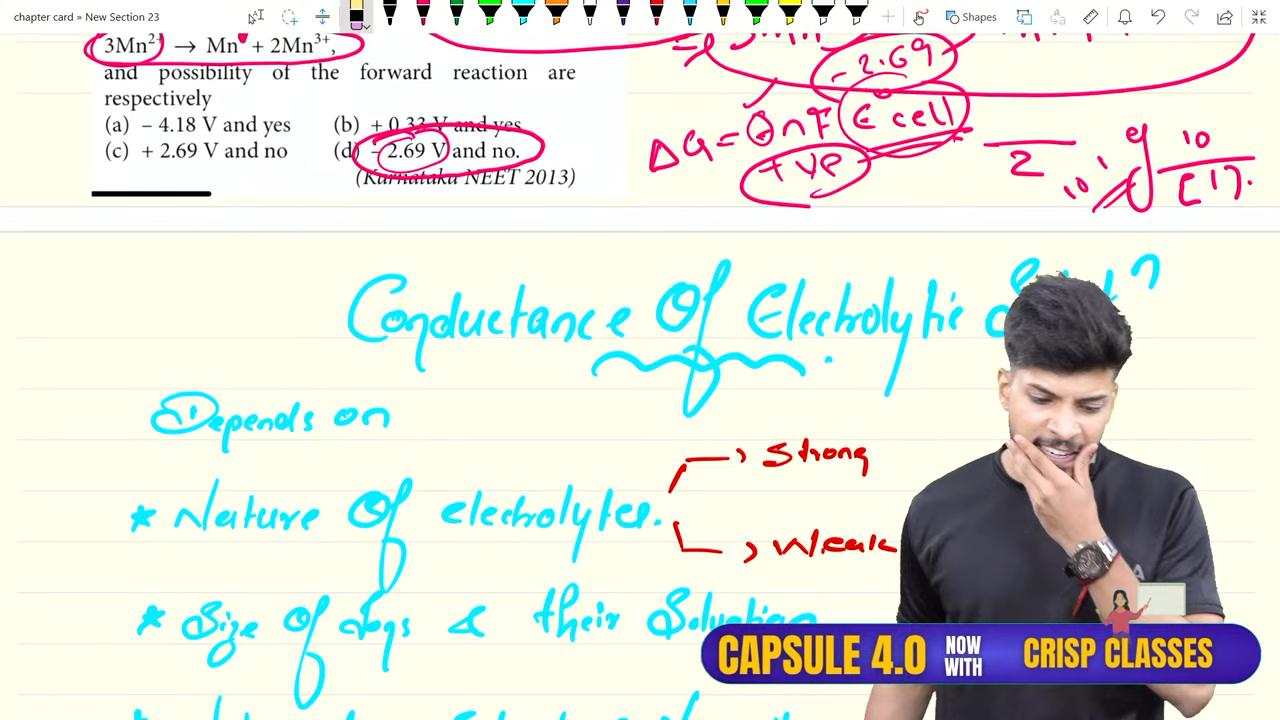 chapter card » New Section 23
Shapes
3Mn²⁺ → Mn + 2Mn³⁺,
and possibility of the forward reaction are
respectively
(a) – 4.18 V and yes (b) + 0.33 V and yes
(c) + 2.69 V and no (d) – 2.69 V and no.
(Karnataka NEET 2013)
- 2.69
ΔG = ⊖nF E cell
+ve
2
10
Conductance Of Electrolytic
Depends on
* Nature Of electrolytes.
Strong
Weak
* Size Of Ions & their Solvation
CAPSULE 4.0 NOW WITH CRISP CLASSES